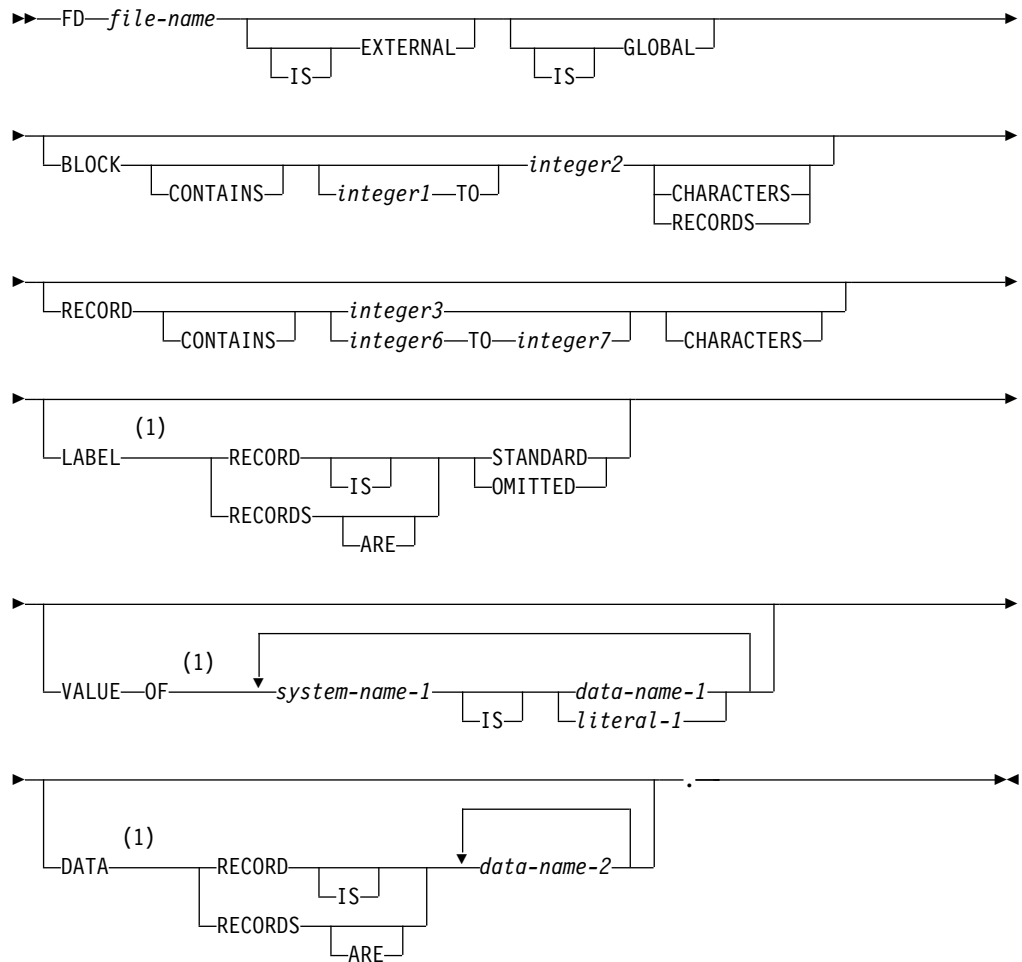 FD file-name EXTERNAL GLOBAL
IS IS
BLOCK integer2
CONTAINS integer1 TO CHARACTERS
RECORDS
RECORD integer3
CONTAINS integer6 TO integer7 CHARACTERS
(1)
LABEL RECORD STANDARD
IS OMITTED
RECORDS
ARE
(1)
VALUE OF system-name-1 data-name-1
IS literal-1
.
(1)
DATA RECORD data-name-2
IS
RECORDS
ARE